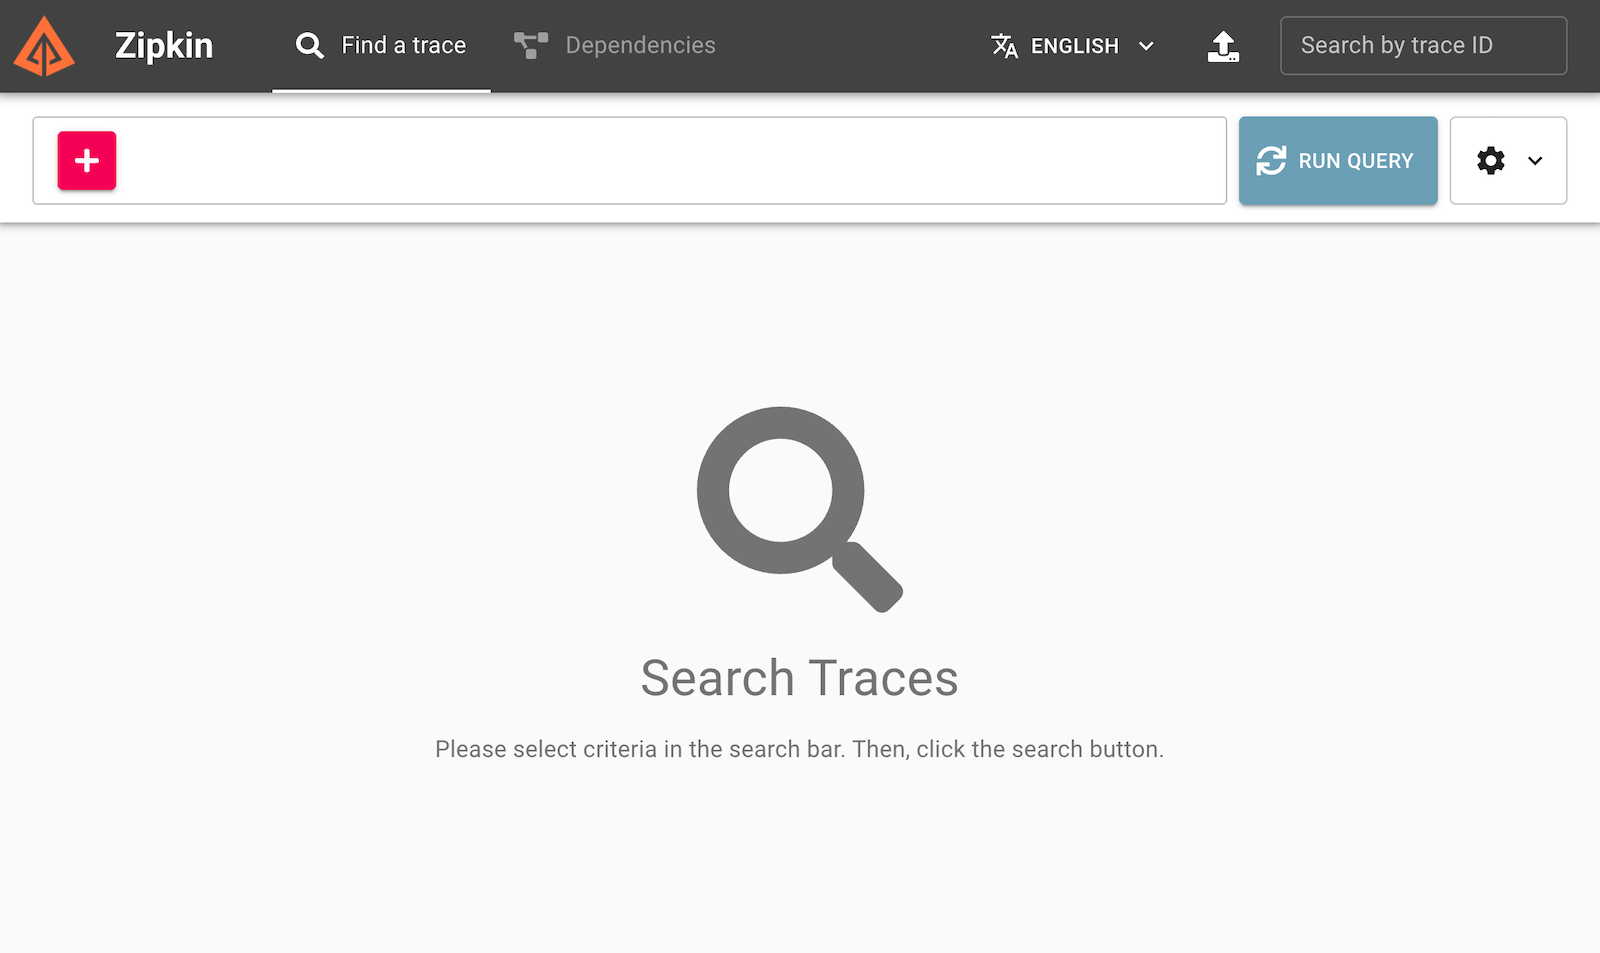 Zipkin
Find a trace
Dependencies
ENGLISH
Search by trace ID
RUN QUERY
Search Traces
Please select criteria in the search bar. Then, click the search button.